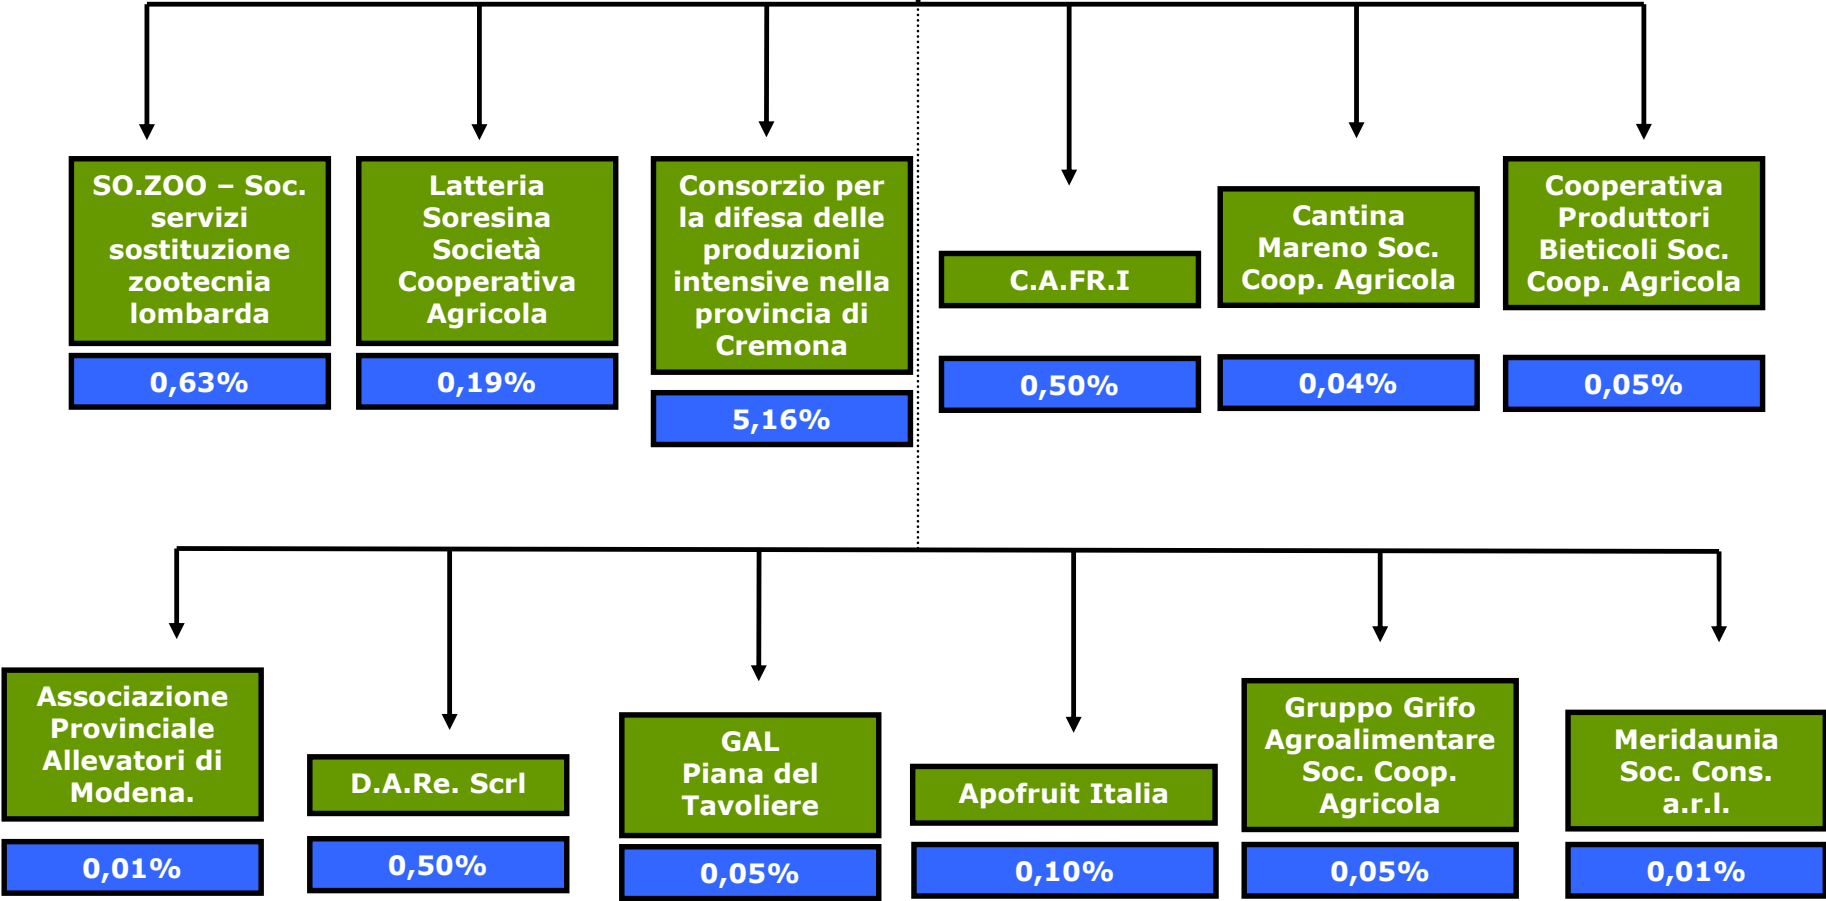 SO.ZOO – Soc.
servizi
sostituzione
zootecnia
lombarda
0,63%
Latteria
Soresina
Società
Cooperativa
Agricola
0,19%
Consorzio per
la difesa delle
produzioni
intensive nella
provincia di
Cremona
5,16%
C.A.FR.I
0,50%
Cantina
Mareno Soc.
Coop. Agricola
0,04%
Cooperativa
Produttori
Bieticoli Soc.
Coop. Agricola
0,05%
Associazione
Provinciale
Allevatori di
Modena.
0,01%
D.A.Re. Scrl
0,50%
GAL
Piana del
Tavoliere
0,05%
Apofruit Italia
0,10%
Gruppo Grifo
Agroalimentare
Soc. Coop.
Agricola
0,05%
Meridaunia
Soc. Cons.
a.r.l.
0,01%